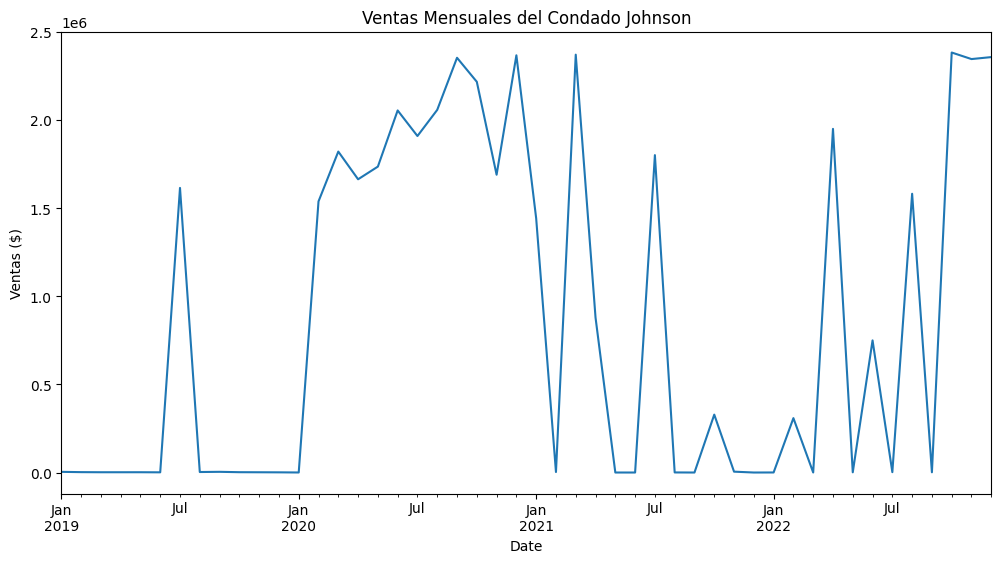 Ventas Mensuales del Condado Johnson
1e6
2.5
2.0
1.5
1.0
0.5
0.0
Ventas ($)
Jan Jul Jan Jul Jan Jul Jan Jul
2019 2020 2021 2022
Date